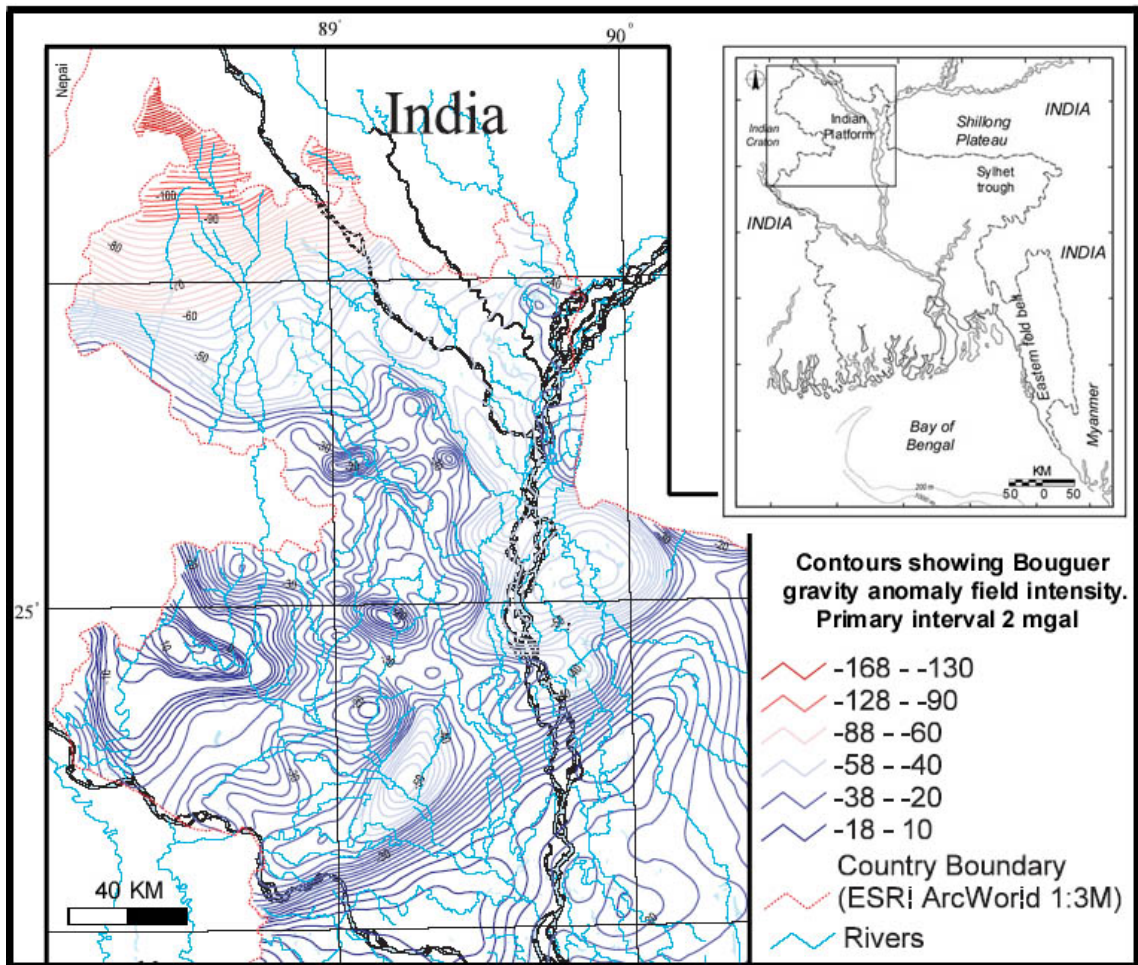 89°
90°
Nepal
India
-100
-90
-80
-70
-60
-50
-40
25°
40 KM
INDIA
Indian
Platform
Indian
Craton
Shillong
Plateau
Sylhet
trough
INDIA
INDIA
Eastern fold belt
Myanmer
Bay of
Bengal
200 m
1000 m
KM
50 0 50
Contours showing Bouguer
gravity anomaly field intensity.
Primary interval 2 mgal
-168 - -130
-128 - -90
-88 - -60
-58 - -40
-38 - -20
-18 - 10
Country Boundary
(ESRi ArcWorld 1:3M)
Rivers